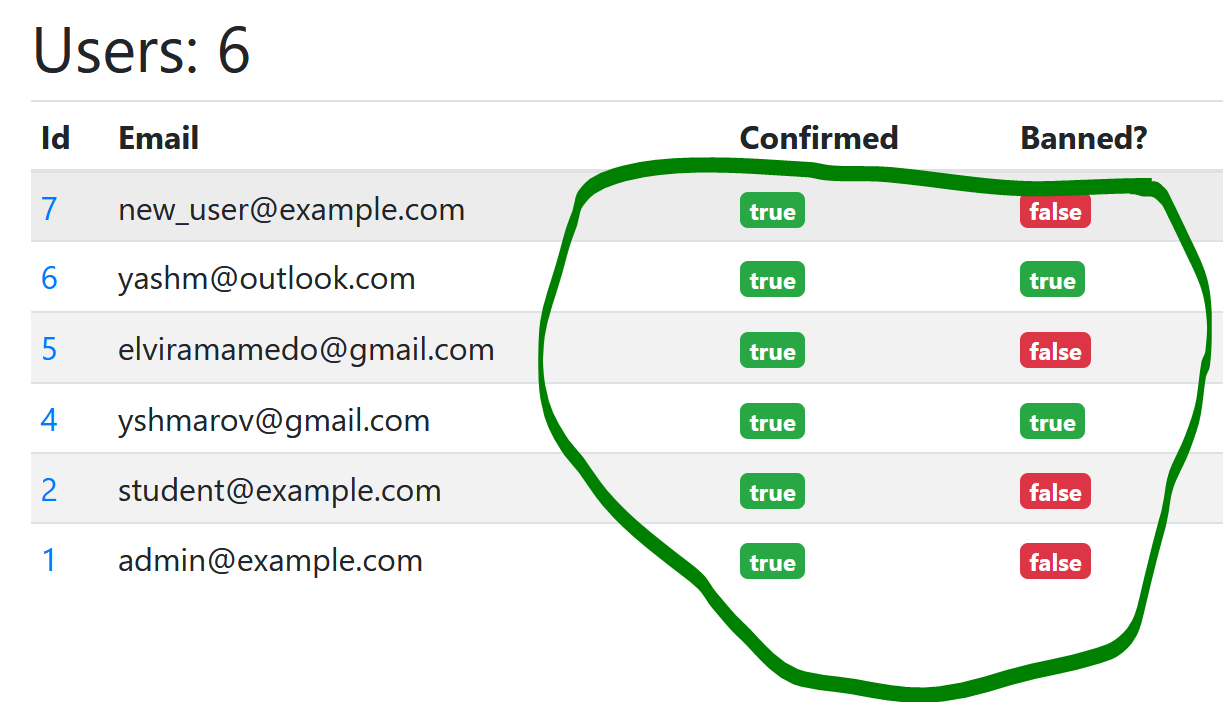 Users: 6
Id Email Confirmed Banned?
7 new_user@example.com true false
6 yashm@outlook.com true true
5 elviramamedo@gmail.com true false
4 yshmarov@gmail.com true true
2 student@example.com true false
1 admin@example.com true false